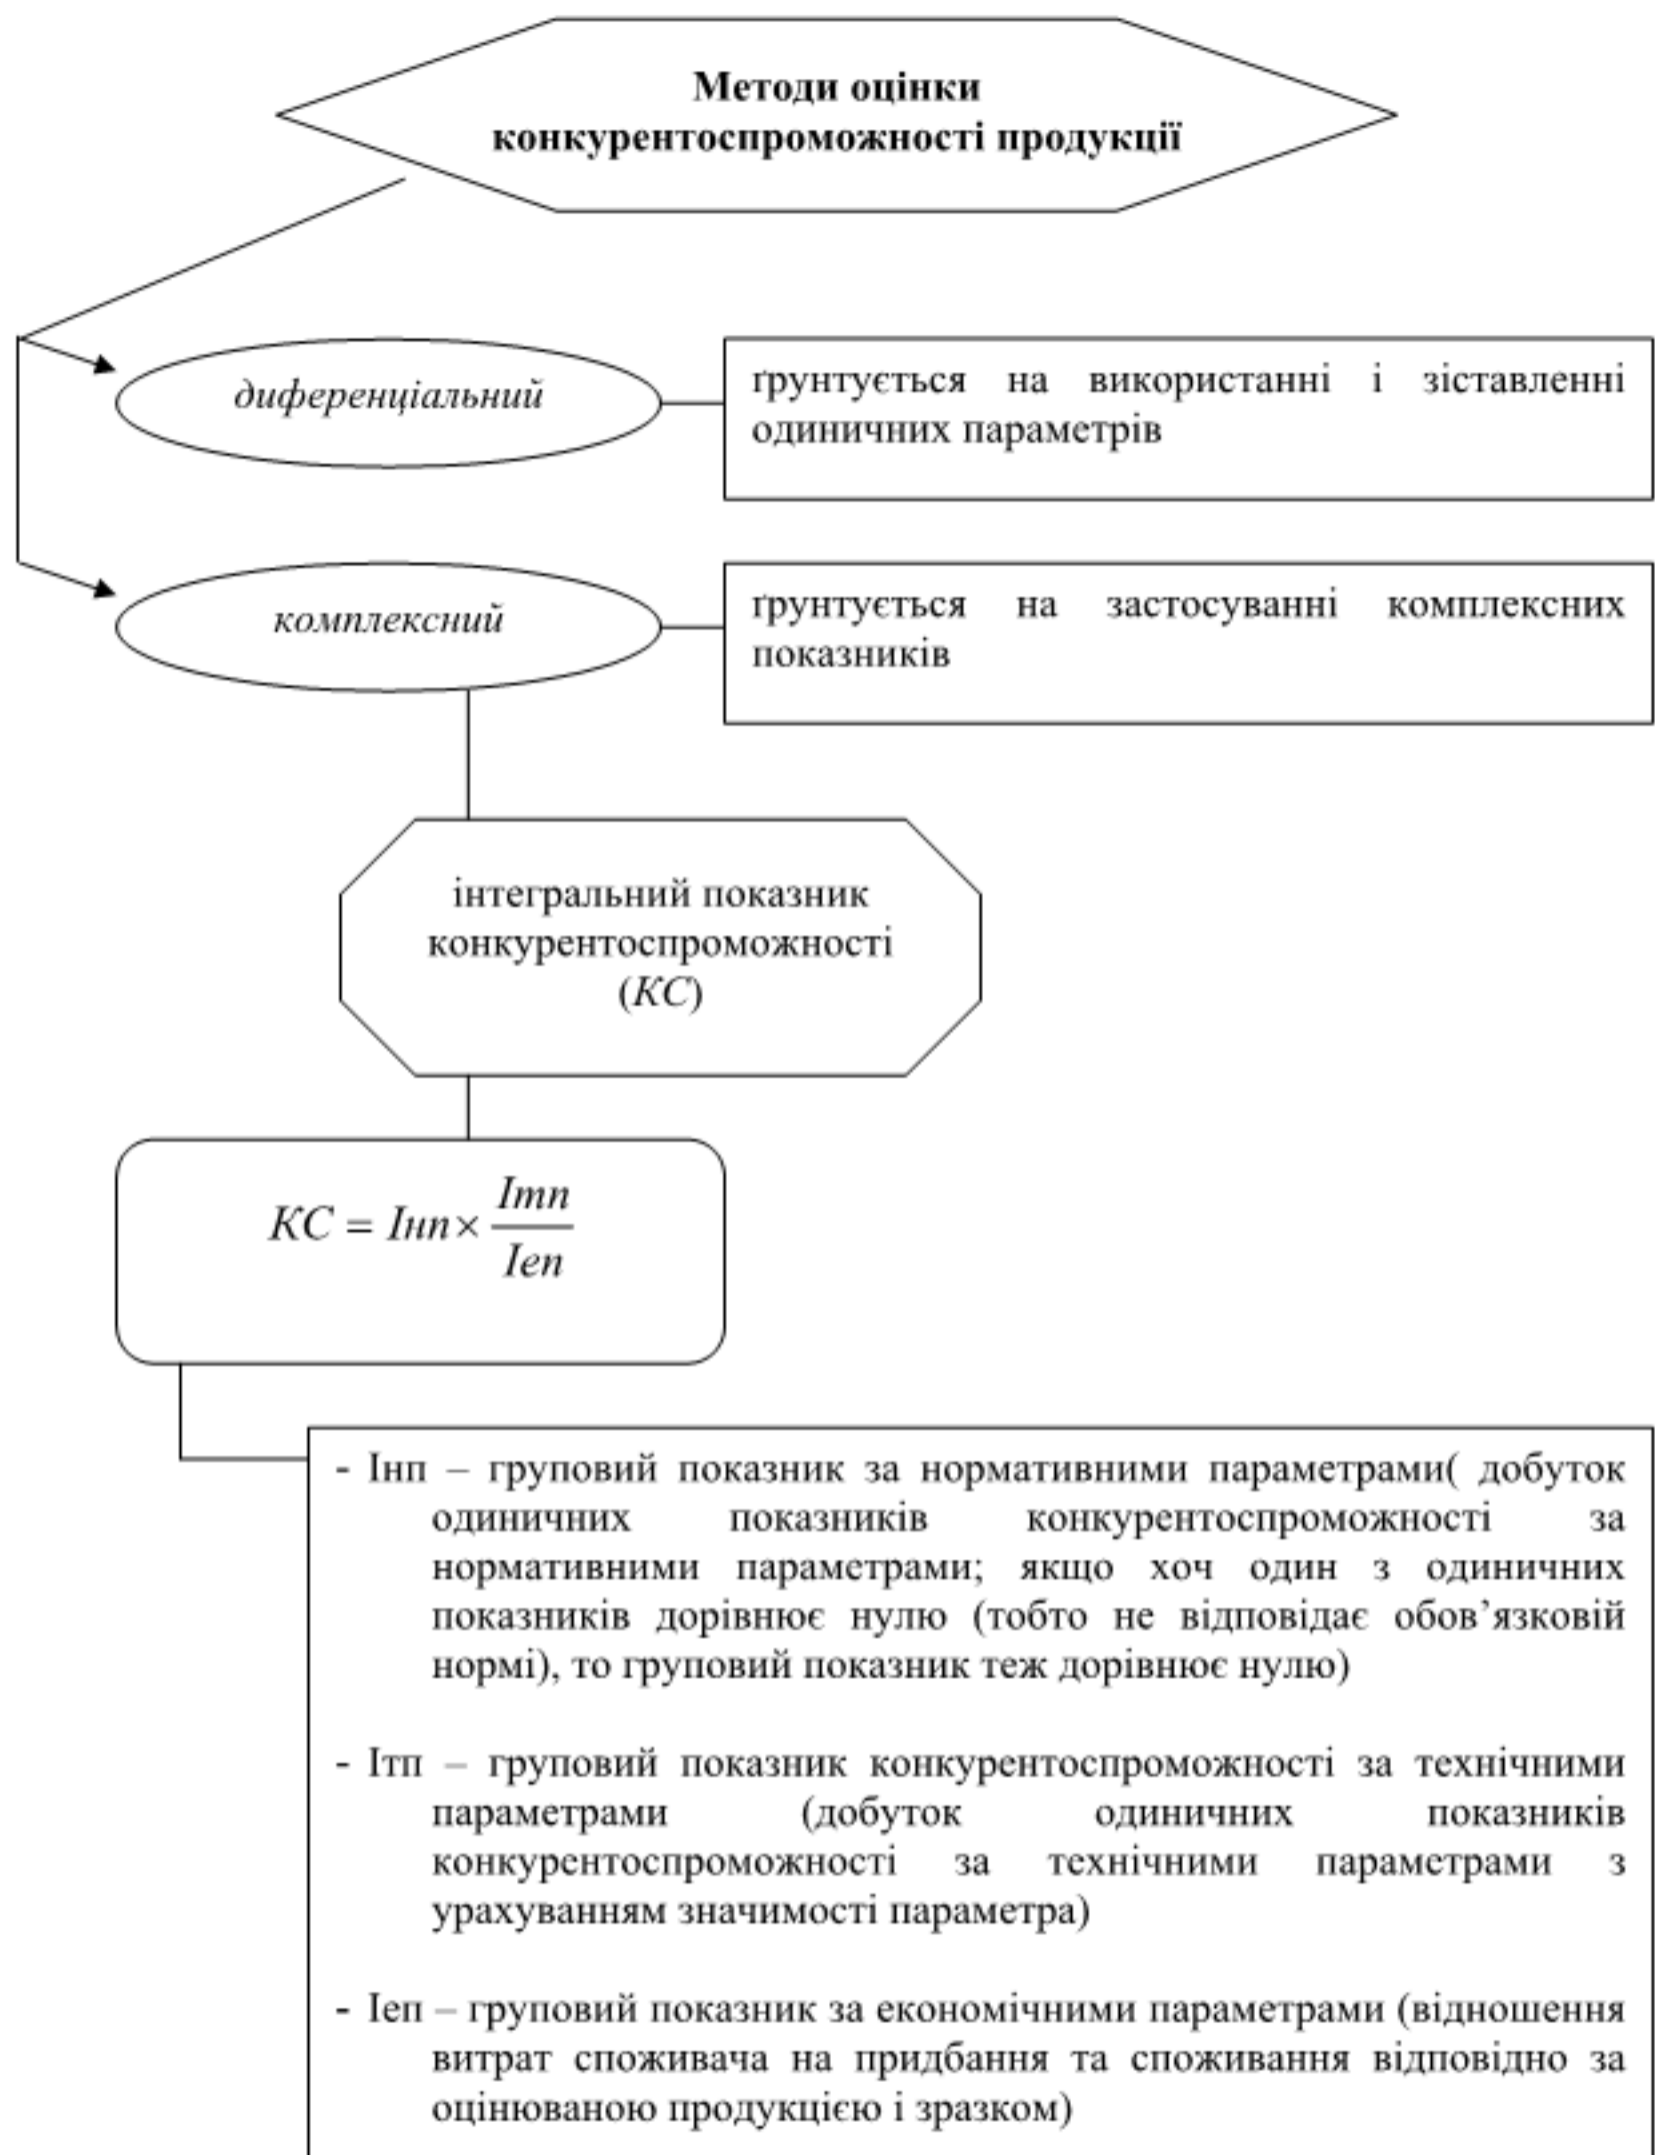 Методи оцінки
конкурентоспроможності продукції
диференціальний
ґрунтується на використанні і зіставленні
одиничних параметрів
комплексний
ґрунтується на застосуванні комплексних
показників
інтегральний показник
конкурентоспроможності
(КС)
КС = Інп × Ітп / Іеп
- Інп – груповий показник за нормативними параметрами( добуток
одиничних показників конкурентоспроможності за
нормативними параметрами; якщо хоч один з одиничних
показників дорівнює нулю (тобто не відповідає обов’язковій
нормі), то груповий показник теж дорівнює нулю)
- Ітп – груповий показник конкурентоспроможності за технічними
параметрами (добуток одиничних показників
конкурентоспроможності за технічними параметрами з
урахуванням значимості параметра)
- Іеп – груповий показник за економічними параметрами (відношення
витрат споживача на придбання та споживання відповідно за
оцінюваною продукцією і зразком)